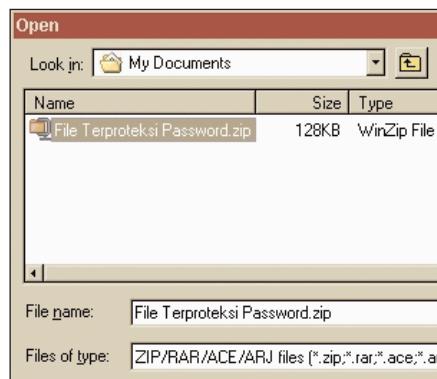 Open
Look in: My Documents
Name Size Type
File Terproteksi Password.zip 128KB WinZip File
File name: File Terproteksi Password.zip
Files of type: ZIP/RAR/ACE/ARJ files (*.zip;*.rar;*.ace;*.a